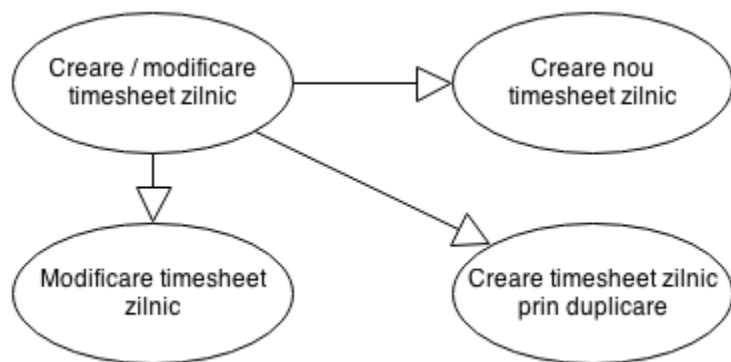 Creare / modificare
timesheet zilnic
Creare nou
timesheet zilnic
Modificare timesheet
zilnic
Creare timesheet zilnic
prin duplicare